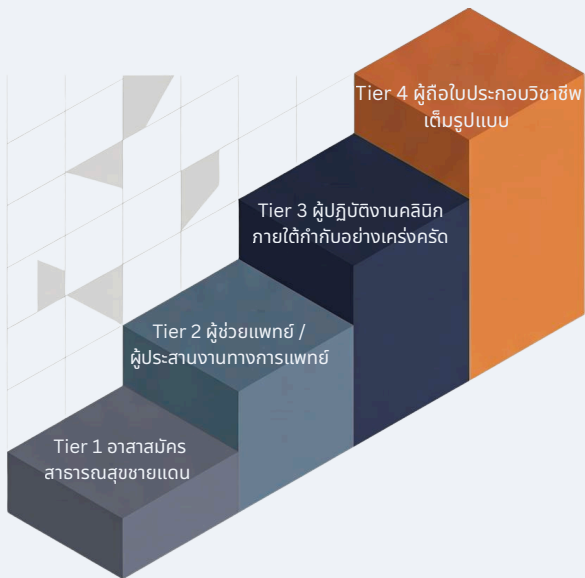 Tier 4 ผู้ถือใบประกอบวิชาชีพ
เต็มรูปแบบ
Tier 3 ผู้ปฏิบัติงานคลินิก
ภายใต้กำกับอย่างเคร่งครัด
Tier 2 ผู้ช่วยแพทย์ /
ผู้ประสานงานทางการแพทย์
Tier 1 อาสาสมัคร
สาธารณสุขชายแดน